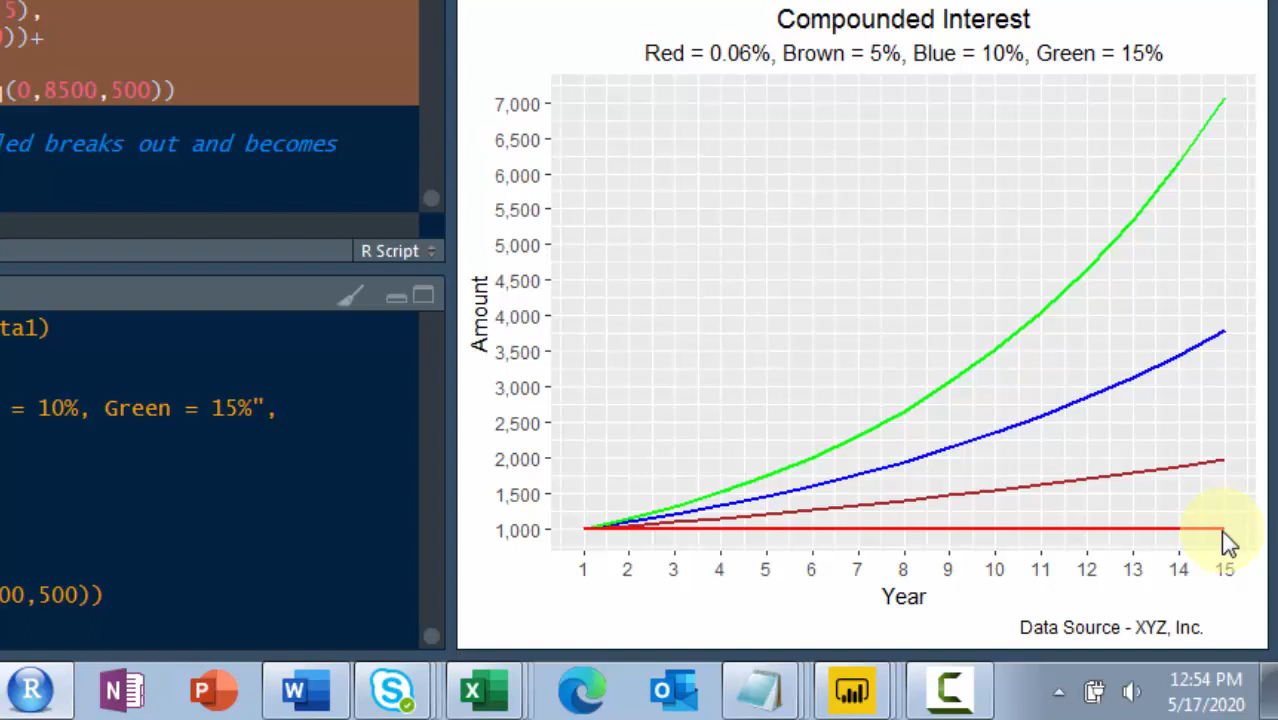 5),
))+
(0,8500,500))
led breaks out and becomes
R Script
ta1)
= 10%, Green = 15%",
00,500))
Compounded Interest
Red = 0.06%, Brown = 5%, Blue = 10%, Green = 15%
7,000
6,500
6,000
5,500
5,000
4,500
4,000
3,500
3,000
2,500
2,000
1,500
1,000
Amount
1 2 3 4 5 6 7 8 9 10 11 12 13 14 15
Year
Data Source - XYZ, Inc.
R N P W S X O C
12:54 PM
5/17/2020